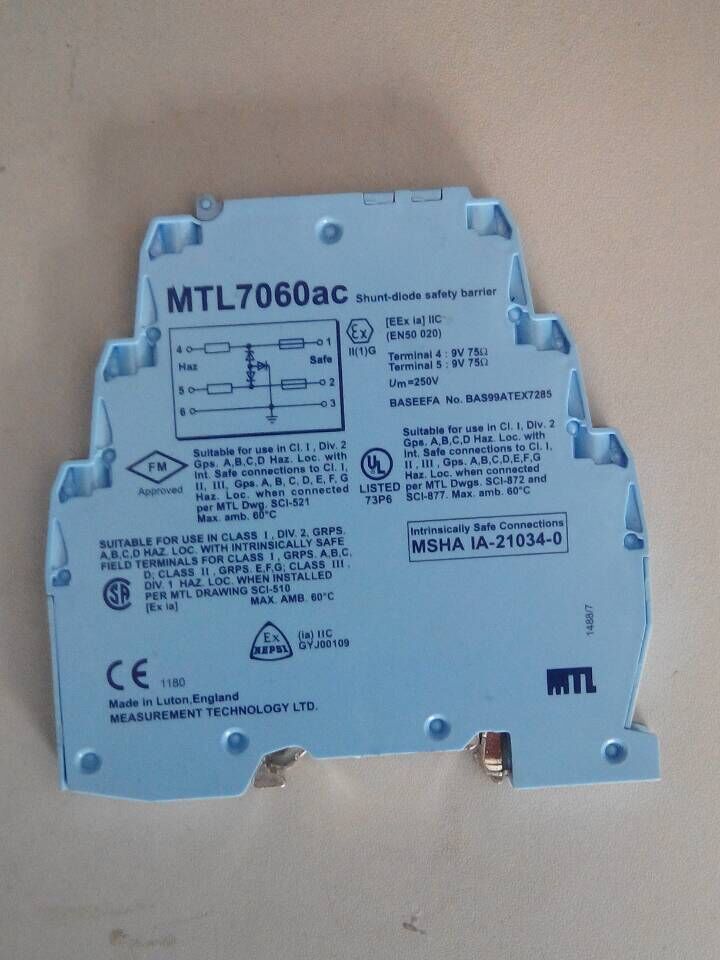 MTL7060ac Shunt-diode safety barrier
4 1
Haz Safe
5 2
6 3
Ex
II(1)G
[EEx ia] IIC
(EN50 020)
Terminal 4 : 9V 75Ω
Terminal 5 : 9V 75Ω
Um=250V
BASEEFA No. BAS99ATEX7285
FM
Approved
Suitable for use in Cl. I , Div. 2
Gps. A,B,C,D Haz. Loc. with
Int. Safe connections to Cl. I,
II, III, Gps. A, B, C, D, E, F, G
Haz. Loc. when connected
per MTL Dwg. SCI-521
Max. amb. 60°C
UL
LISTED
73P6
Suitable for use in Cl. I , Div. 2
Gps. A,B,C,D Haz. Loc. with
Int. Safe connections to Cl. I,
II , III , Gps. A,B,C,D,E,F,G
Haz. Loc. when connected
per MTL Dwgs. SCI-872 and
SCI-877. Max. amb. 60°C
SUITABLE FOR USE IN CLASS I , DIV. 2, GRPS.
A,B,C,D HAZ. LOC. WITH INTRINSICALLY SAFE
FIELD TERMINALS FOR CLASS I , GRPS. A,B,C,
D; CLASS II , GRPS. E,F,G; CLASS III ,
DIV. 1 HAZ. LOC. WHEN INSTALLED
PER MTL DRAWING SCI-510
[Ex ia] MAX. AMB. 60°C
SA
Intrinsically Safe Connections
MSHA IA-21034-0
1488/7
Ex
NEPSI
(ia) IIC
GYJ00109
CE 1180
Made in Luton,England
MEASUREMENT TECHNOLOGY LTD.
MTL